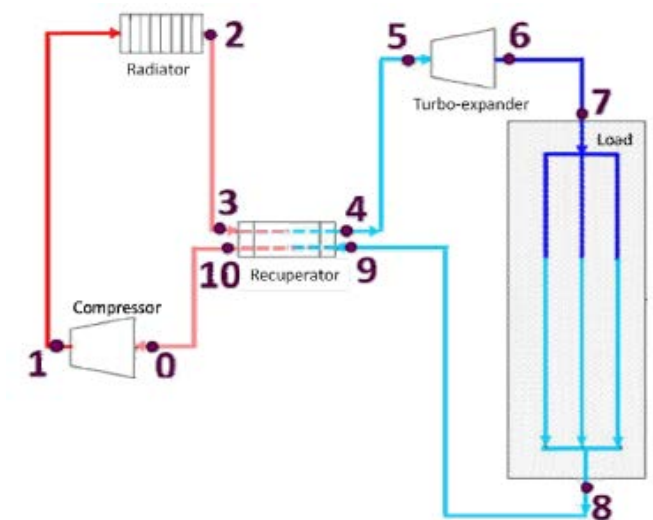 2
Radiator
5
6
Turbo-expander
7
Load
3
4
10
Recuperator
9
Compressor
1
0
8